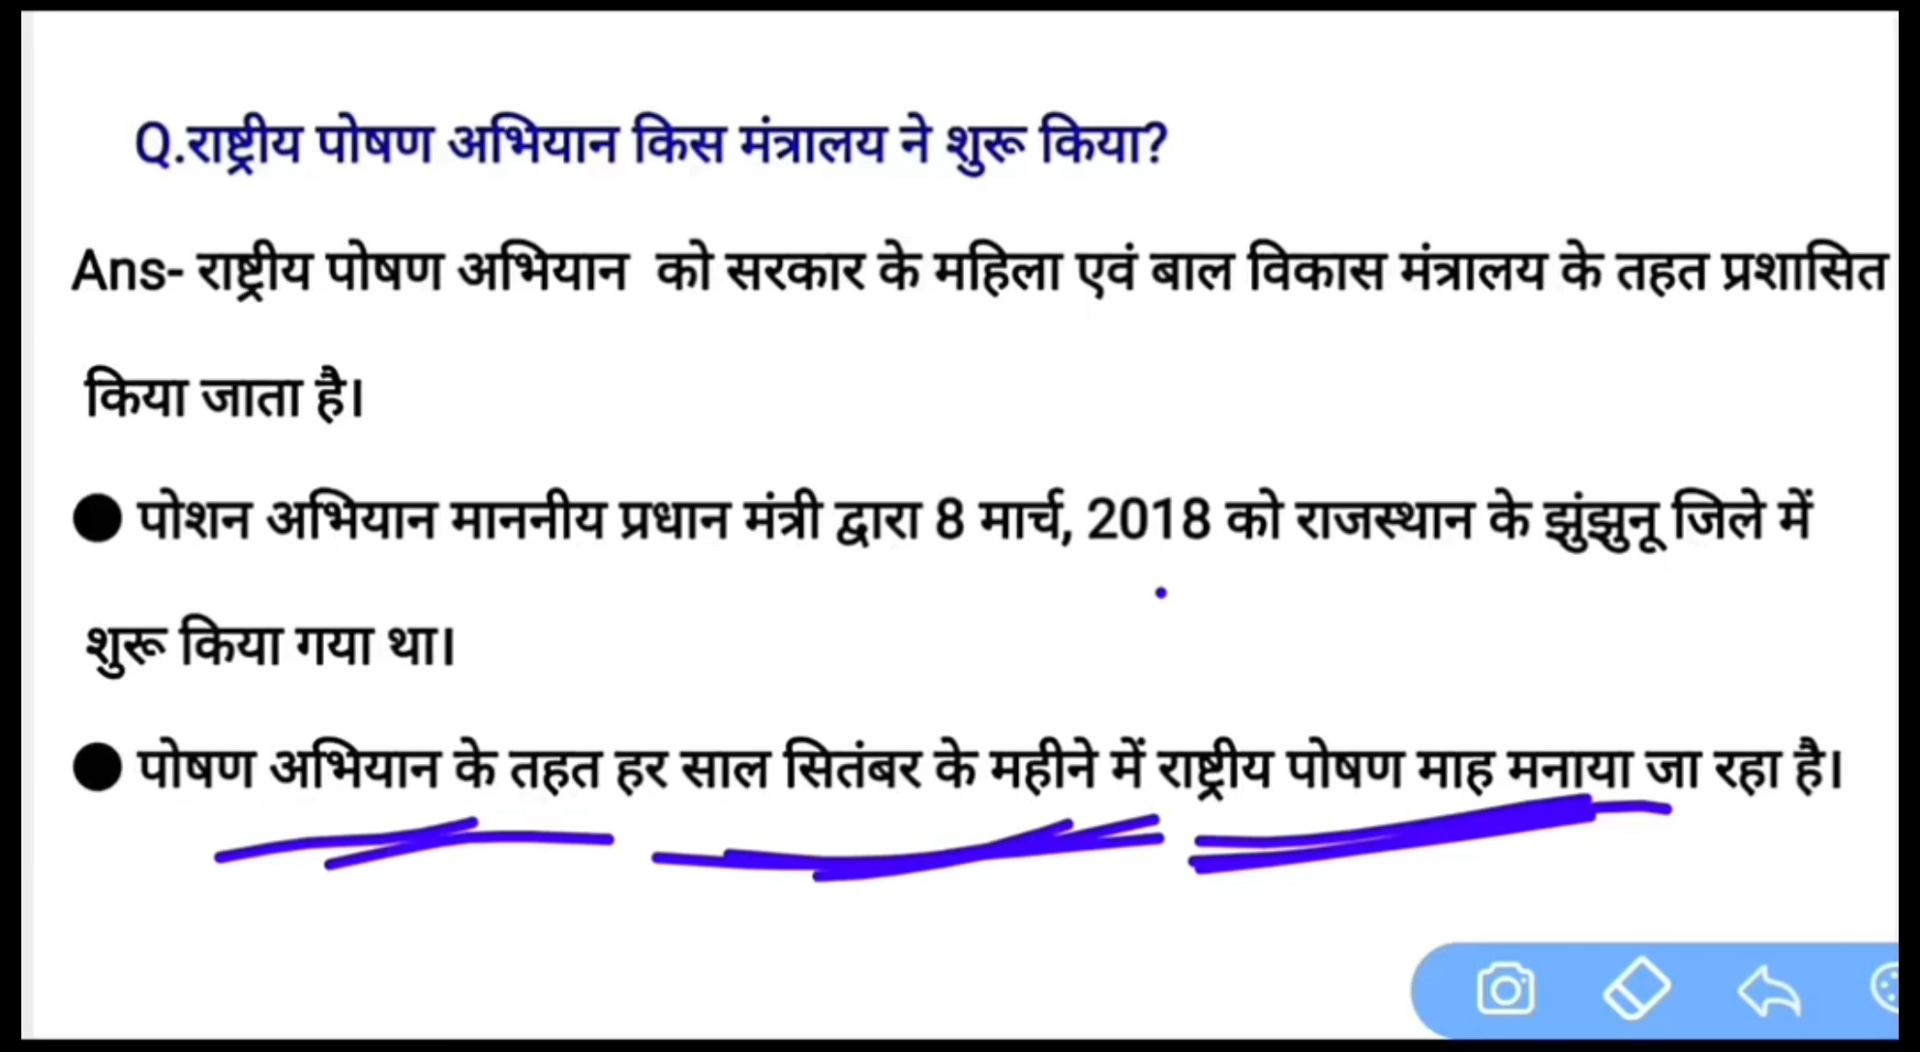 Q.राष्ट्रीय पोषण अभियान किस मंत्रालय ने शुरू किया?
Ans- राष्ट्रीय पोषण अभियान को सरकार के महिला एवं बाल विकास मंत्रालय के तहत प्रशासित
किया जाता है।
● पोशन अभियान माननीय प्रधान मंत्री द्वारा 8 मार्च, 2018 को राजस्थान के झुंझुनू जिले में
शुरू किया गया था।
● पोषण अभियान के तहत हर साल सितंबर के महीने में राष्ट्रीय पोषण माह मनाया जा रहा है।